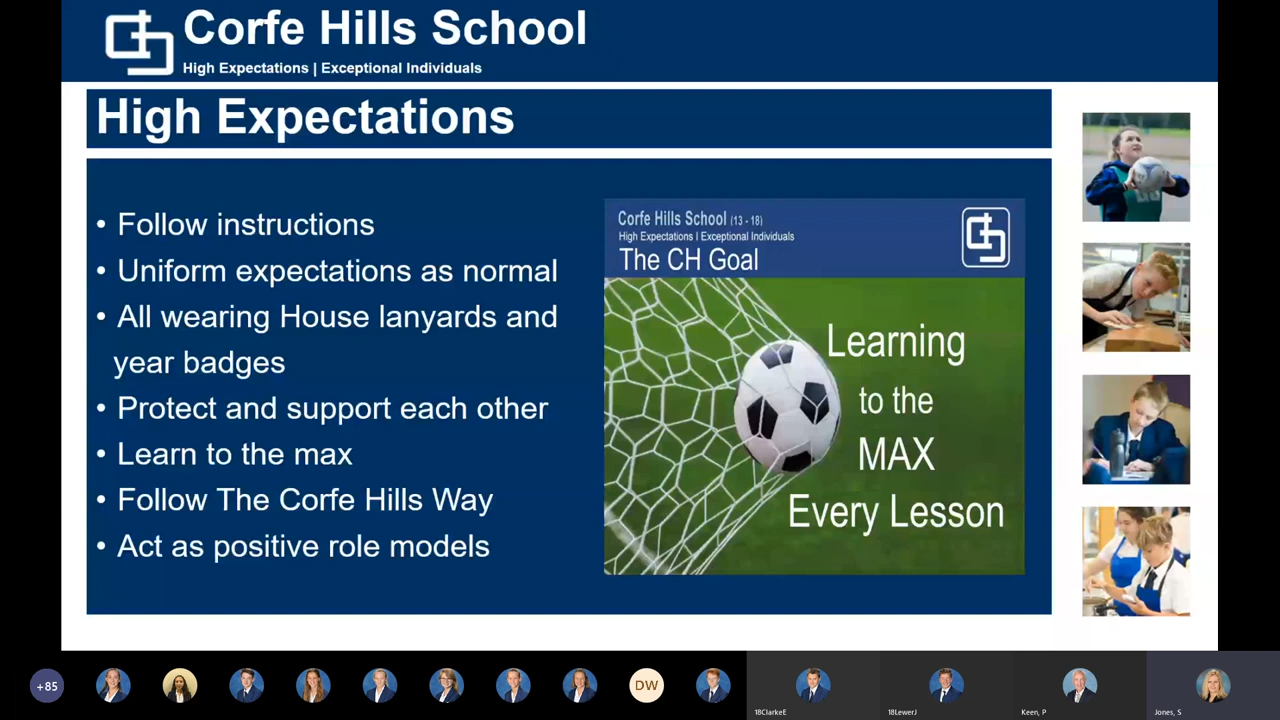 Corfe Hills School
High Expectations | Exceptional Individuals
High Expectations
• Follow instructions
• Uniform expectations as normal
• All wearing House lanyards and
year badges
• Protect and support each other
• Learn to the max
• Follow The Corfe Hills Way
• Act as positive role models
Corfe Hills School (13 - 18)
High Expectations I Exceptional Individuals
The CH Goal
Learning
to the
MAX
Every Lesson
+85
DW
18ClarkeE
18LewerJ
Keen, P
Jones, S